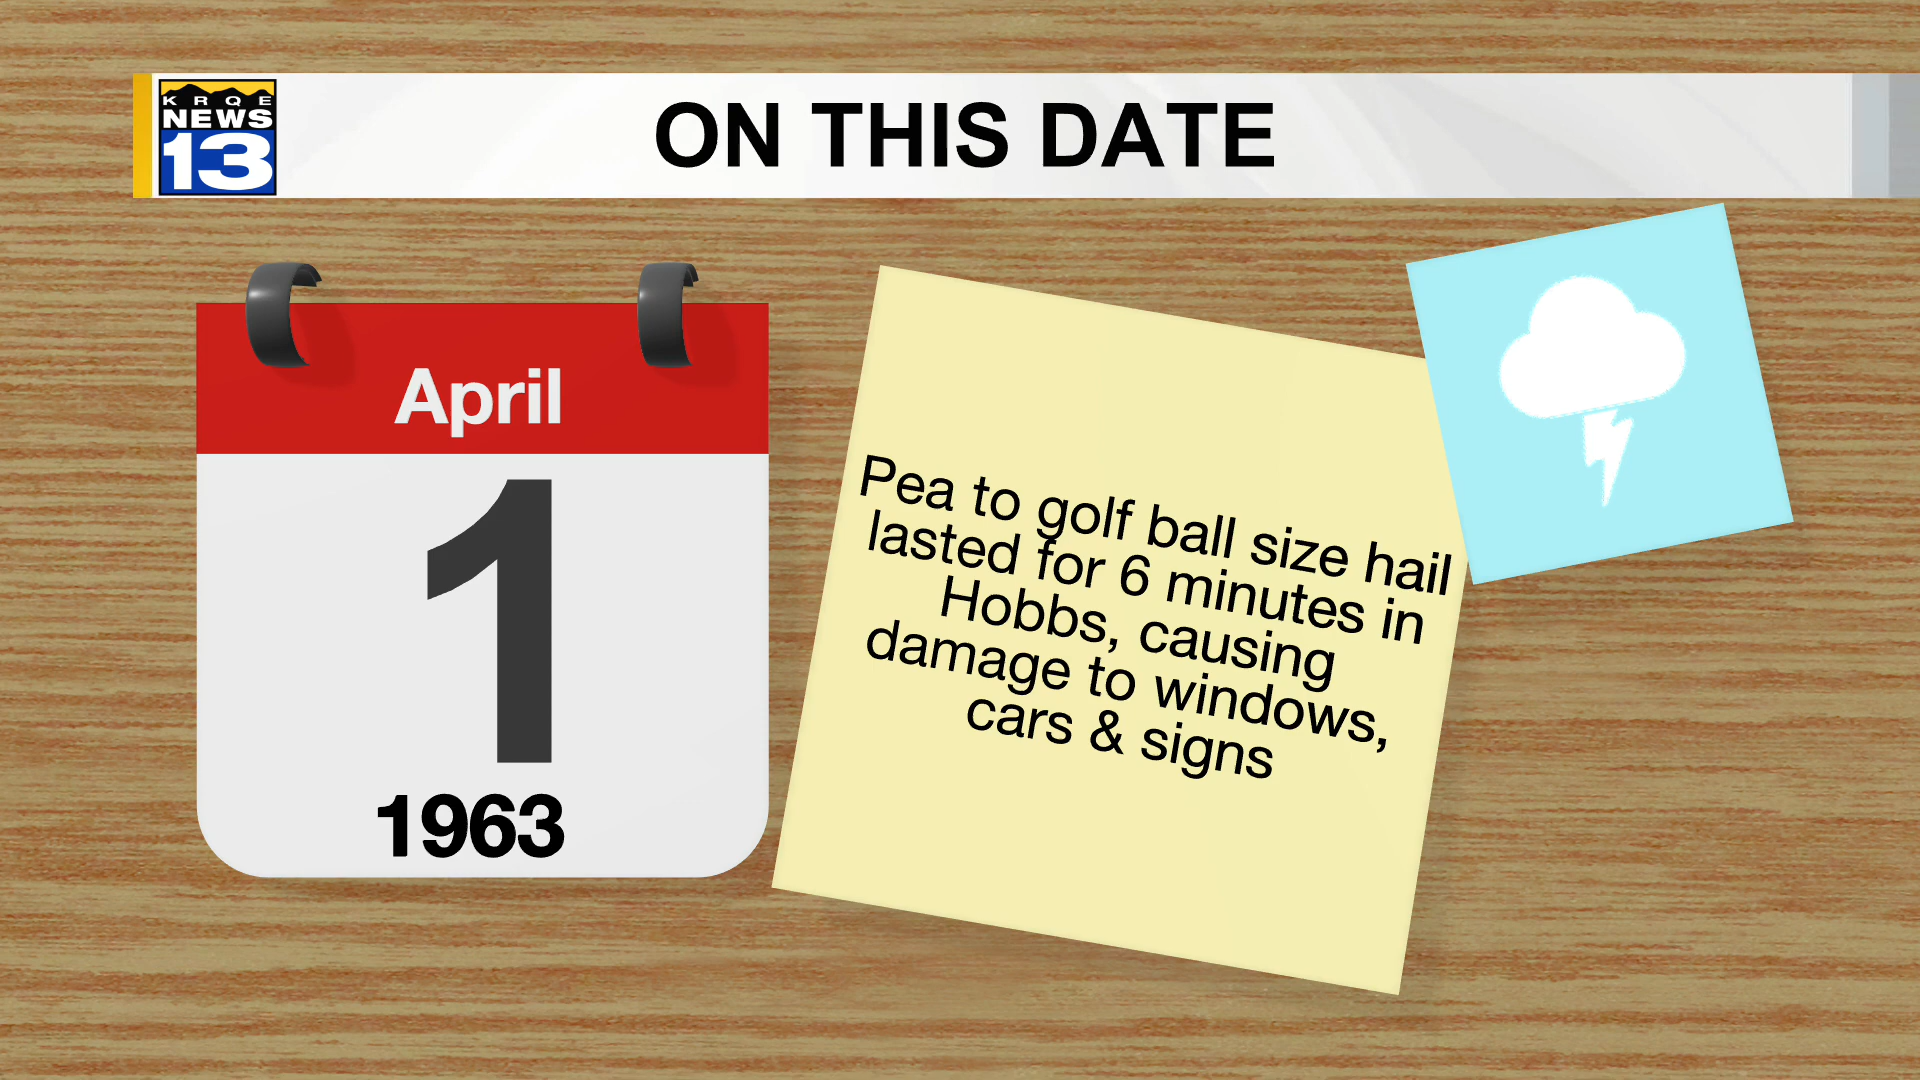 KRQE
NEWS
13
ON THIS DATE
April
1
1963
Pea to golf ball size hail
lasted for 6 minutes in
Hobbs, causing
damage to windows,
cars & signs